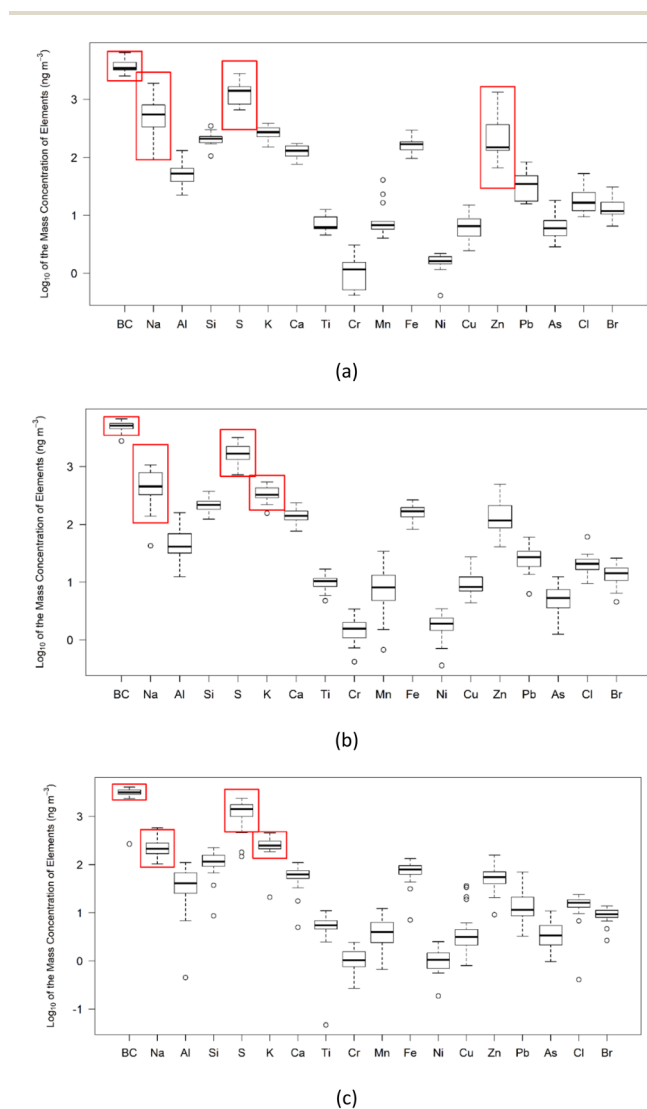 Log₁₀ of the Mass Concentration of Elements (ng m⁻³)
3
2
1
0
BC Na Al Si S K Ca Ti Cr Mn Fe Ni Cu Zn Pb As Cl Br
(a)
Log₁₀ of the Mass Concentration of Elements (ng m⁻³)
3
2
1
0
BC Na Al Si S K Ca Ti Cr Mn Fe Ni Cu Zn Pb As Cl Br
(b)
Log₁₀ of the Mass Concentration of Elements (ng m⁻³)
3
2
1
0
-1
BC Na Al Si S K Ca Ti Cr Mn Fe Ni Cu Zn Pb As Cl Br
(c)